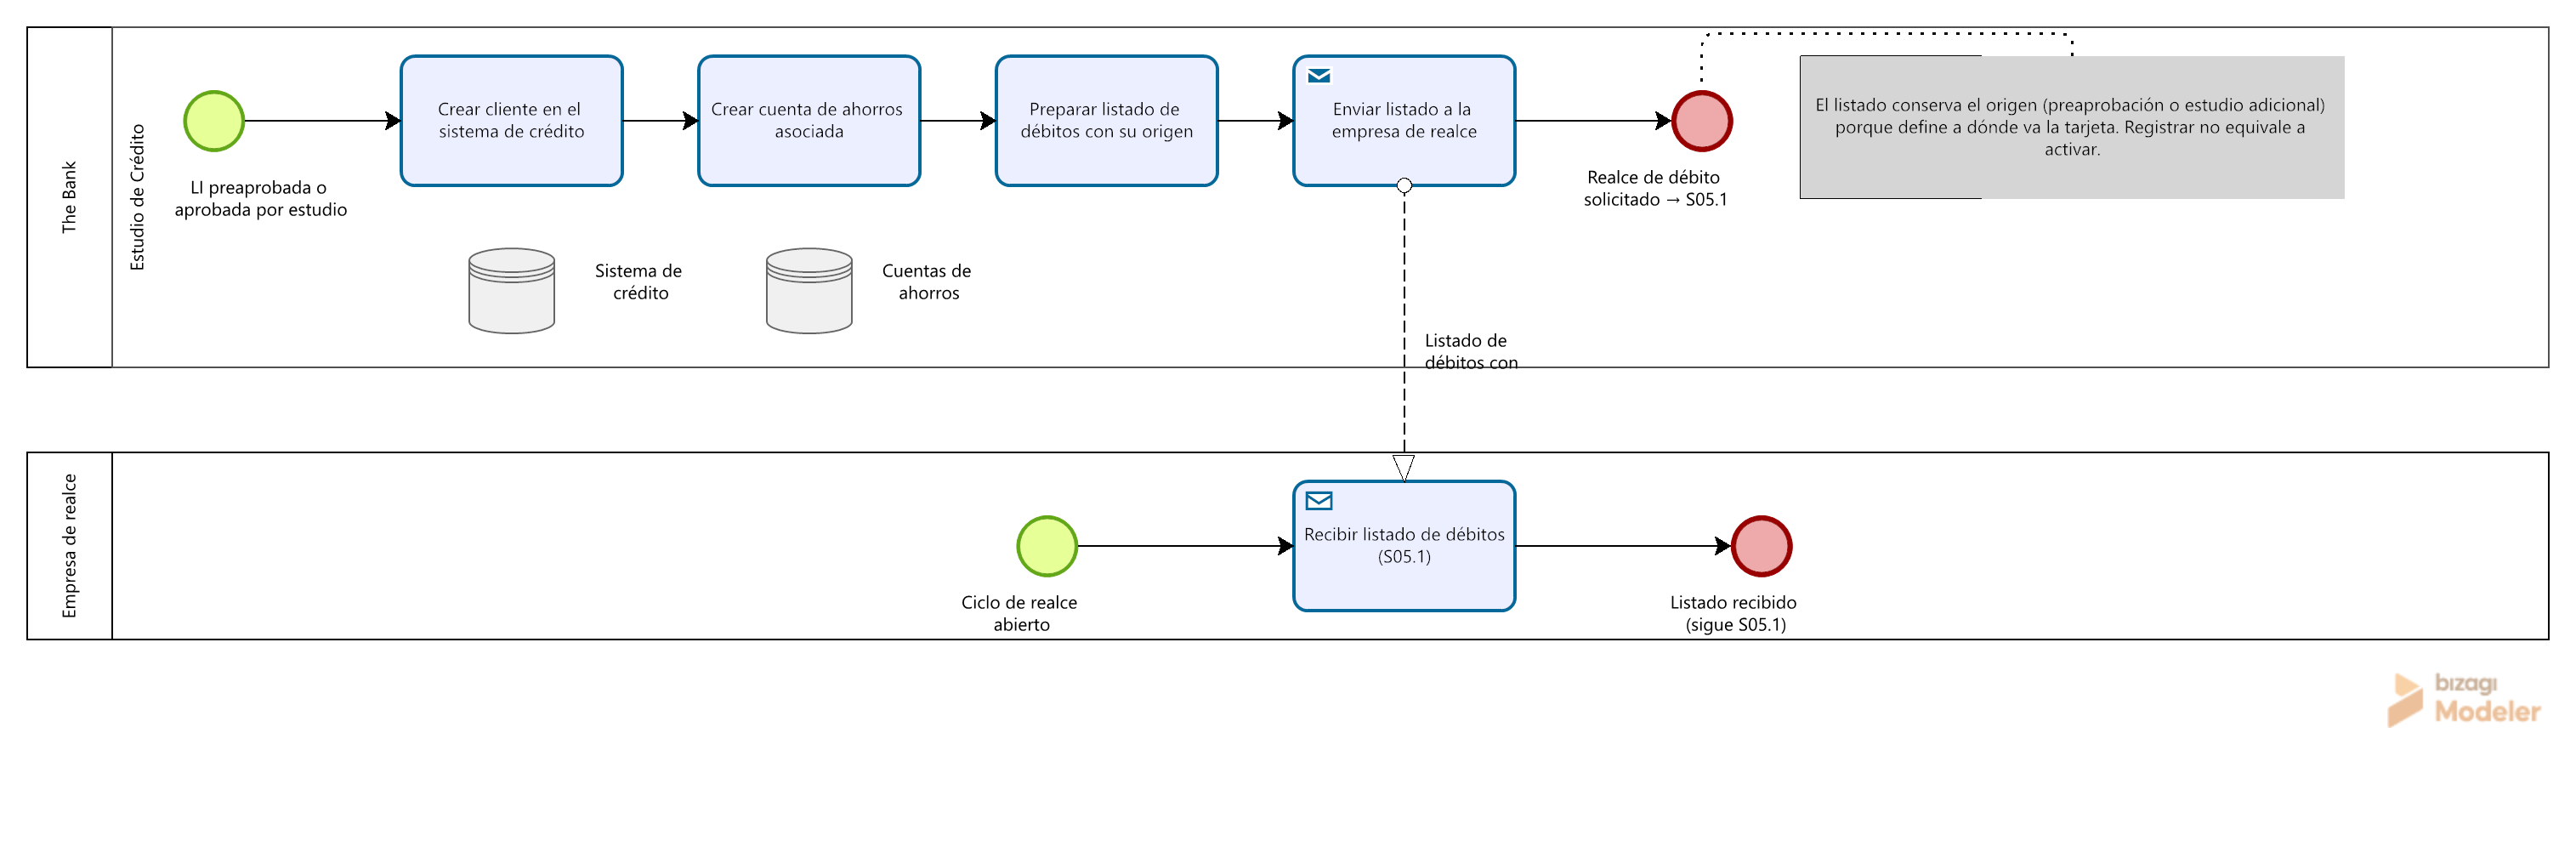 The Bank
Estudio de Crédito
LI preaprobada o
aprobada por estudio
Crear cliente en el
sistema de crédito
Crear cuenta de ahorros
asociada
Preparar listado de
débitos con su origen
Enviar listado a la
empresa de realce
Realce de débito
solicitado → S05.1
El listado conserva el origen (preaprobación o estudio adicional)
porque define a dónde va la tarjeta. Registrar no equivale a
activar.
Sistema de
crédito
Cuentas de
ahorros
Listado de
débitos con
Empresa de realce
Ciclo de realce
abierto
Recibir listado de débitos
(S05.1)
Listado recibido
(sigue S05.1)
bizagi
Modeler